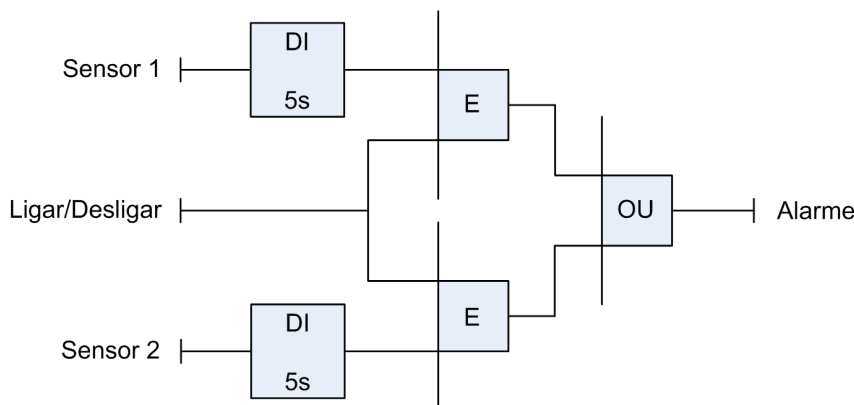 DI
5s
Sensor 1
E
Ligar/Desligar
OU
Alarme
E
DI
5s
Sensor 2